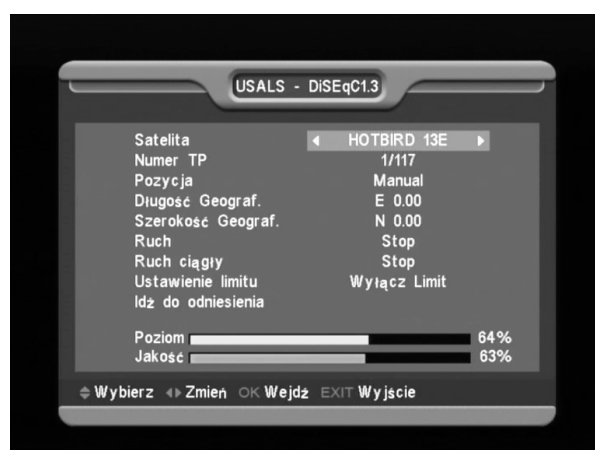 USALS - DiSEqC1.3
Satelita HOTBIRD 13E
Numer TP 1/117
Pozycja Manual
Długość Geograf. E 0.00
Szerokość Geograf. N 0.00
Ruch Stop
Ruch ciągły Stop
Ustawienie limitu Wyłącz Limit
Idż do odniesienia
Poziom 64%
Jakość 63%
Wybierz Zmień OK Wejdż EXIT Wyjście